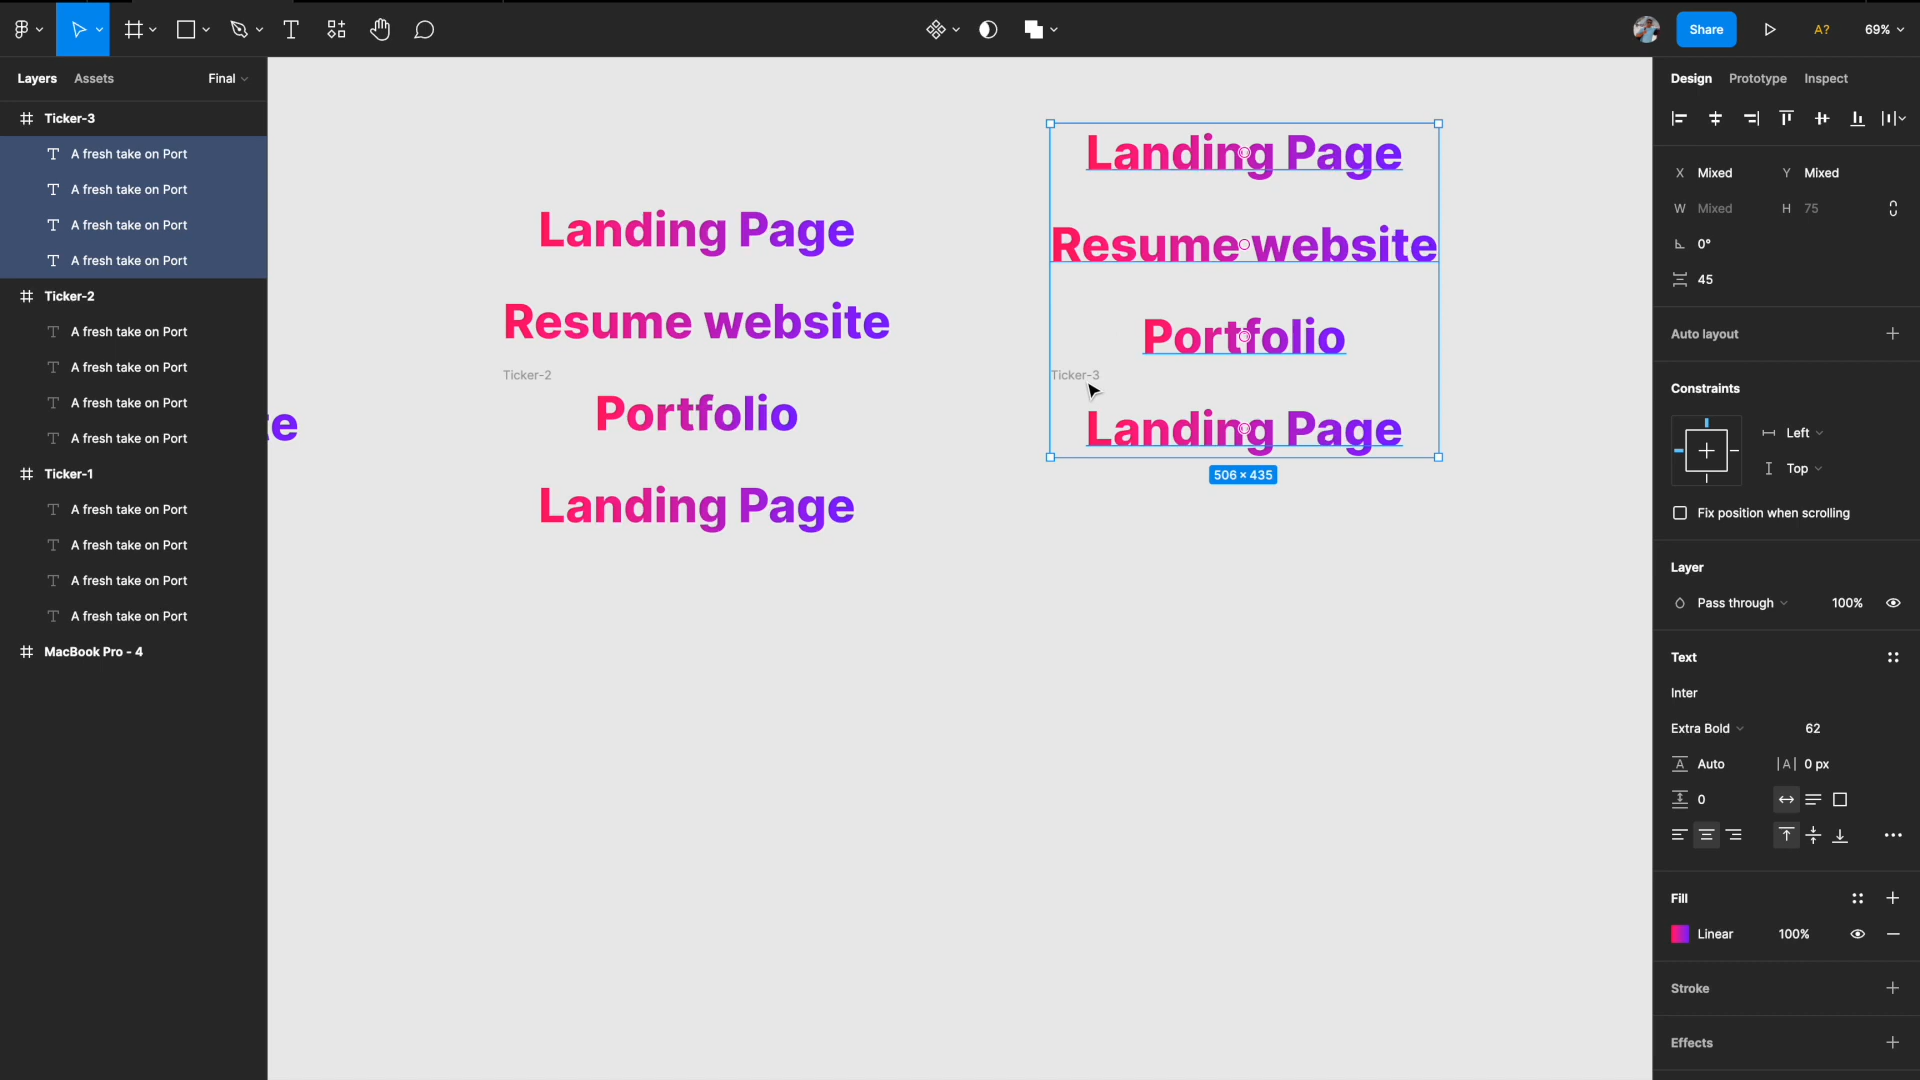 Share
A?
69%
Layers
Assets
Final
Ticker-3
A fresh take on Port
A fresh take on Port
A fresh take on Port
A fresh take on Port
Ticker-2
A fresh take on Port
A fresh take on Port
A fresh take on Port
A fresh take on Port
Ticker-1
A fresh take on Port
A fresh take on Port
A fresh take on Port
A fresh take on Port
MacBook Pro - 4
e
Landing Page
Resume website
Ticker-2
Portfolio
Landing Page
Landing Page
Resume website
Portfolio
Ticker-3
Landing Page
506 × 435
Design
Prototype
Inspect
X Mixed
Y Mixed
W Mixed
H 75
0°
45
Auto layout
Constraints
Left
Top
Fix position when scrolling
Layer
Pass through
100%
Text
Inter
Extra Bold
62
Auto
0 px
0
Fill
Linear
100%
Stroke
Effects